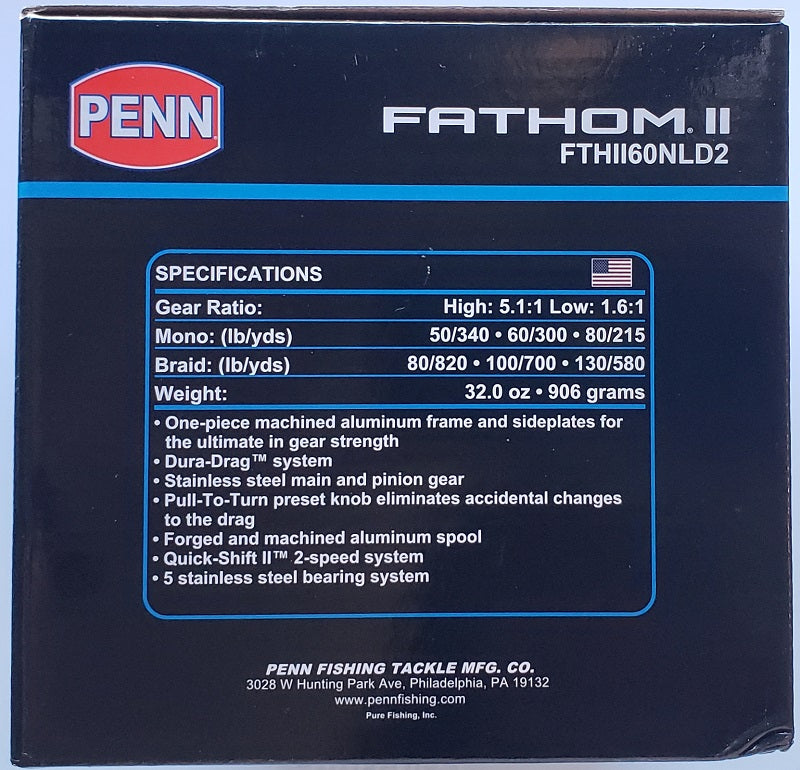 PENN
FATHOM® II
FTHII60NLD2
SPECIFICATIONS
Gear Ratio: High: 5.1:1 Low: 1.6:1
Mono: (lb/yds) 50/340 • 60/300 • 80/215
Braid: (lb/yds) 80/820 • 100/700 • 130/580
Weight: 32.0 oz • 906 grams
• One-piece machined aluminum frame and sideplates for
the ultimate in gear strength
• Dura-Drag™ system
• Stainless steel main and pinion gear
• Pull-To-Turn preset knob eliminates accidental changes
to the drag
• Forged and machined aluminum spool
• Quick-Shift II™ 2-speed system
• 5 stainless steel bearing system
PENN FISHING TACKLE MFG. CO.
3028 W Hunting Park Ave, Philadelphia, PA 19132
www.pennfishing.com
Pure Fishing, Inc.